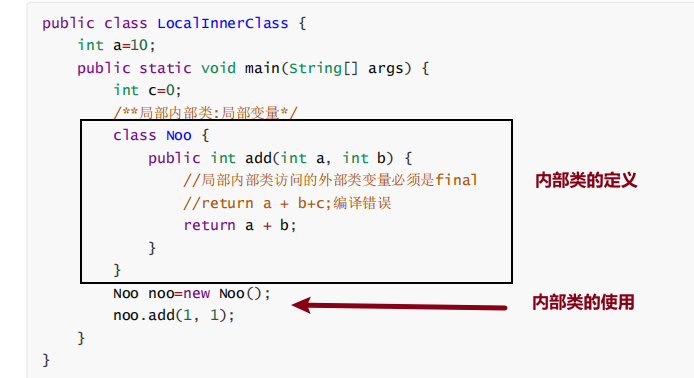 public class LocalInnerClass {
int a=10;
public static void main(String[] args) {
int c=0;
/**局部内部类:局部变量*/
class Noo {
public int add(int a, int b) {
//局部内部类访问的外部类变量必须是final
内部类的定义
//return a + b+c;编译错误
return a + b;
}
}
Noo noo=new Noo();
内部类的使用
noo.add(1, 1);
}
}